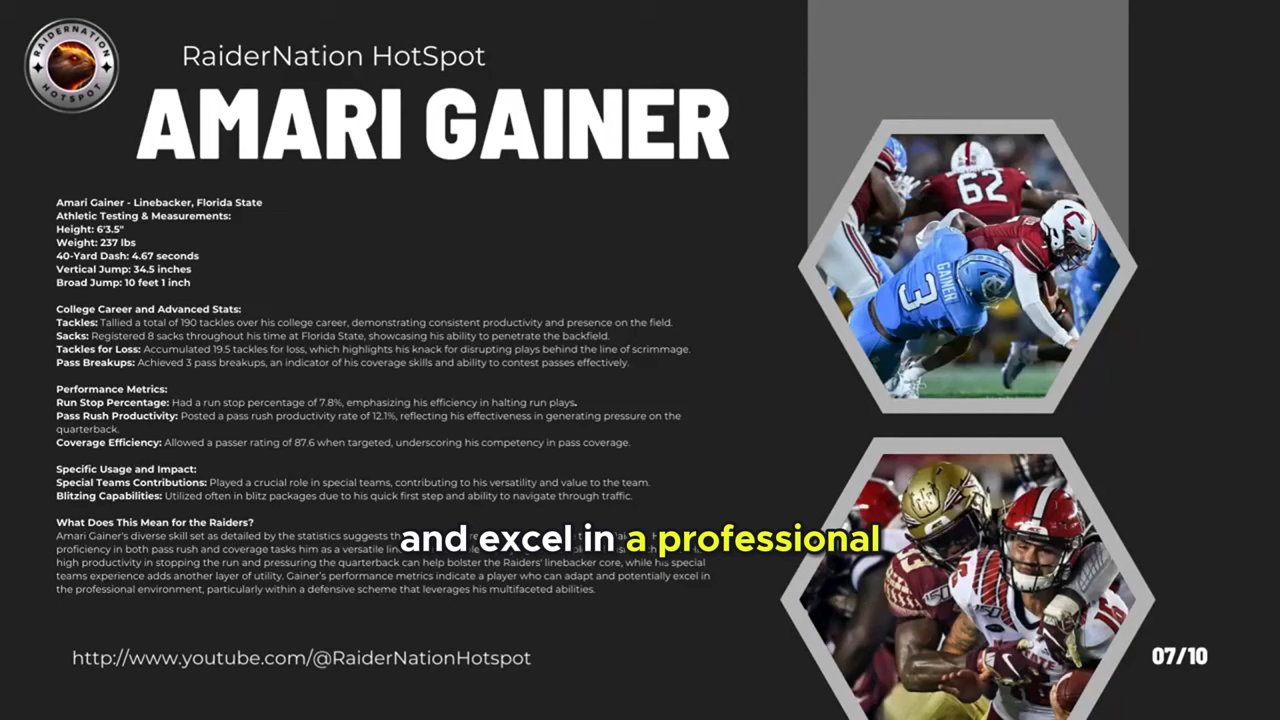 RAIDERNATION
HOTSPOT
RaiderNation HotSpot
AMARI GAINER
Amari Gainer - Linebacker, Florida State
Athletic Testing & Measurements:
Height: 6'3.5"
Weight: 237 lbs
40-Yard Dash: 4.67 seconds
Vertical Jump: 34.5 inches
Broad Jump: 10 feet 1 inch
College Career and Advanced Stats:
Tackles: Tallied a total of 190 tackles over his college career, demonstrating consistent productivity and presence on the field.
Sacks: Registered 8 sacks throughout his time at Florida State, showcasing his ability to penetrate the backfield.
Tackles for Loss: Accumulated 19.5 tackles for loss, which highlights his knack for disrupting plays behind the line of scrimmage.
Pass Breakups: Achieved 3 pass breakups, an indicator of his coverage skills and ability to contest passes effectively.
Performance Metrics:
Run Stop Percentage: Had a run stop percentage of 7.8%, emphasizing his efficiency in halting run plays.
Pass Rush Productivity: Posted a pass rush productivity rate of 12.1%, reflecting his effectiveness in generating pressure on the
quarterback.
Coverage Efficiency: Allowed a passer rating of 87.6 when targeted, underscoring his competency in pass coverage.
Specific Usage and Impact:
Special Teams Contributions: Played a crucial role in special teams, contributing to his versatility and value to the team.
Blitzing Capabilities: Utilized often in blitz packages due to his quick first step and ability to navigate through traffic.
What Does This Mean for the Raiders?
Amari Gainer's diverse skill set as detailed by the statistics suggests
proficiency in both pass rush and coverage tasks him as a versatile
high productivity in stopping the run and pressuring the quarterback can help bolster the Raiders' linebacker core, while his special
teams experience adds another layer of utility. Gainer's performance metrics indicate a player who can adapt and potentially excel in
the professional environment, particularly within a defensive scheme that leverages his multifaceted abilities.
and excel in a professional
http://www.youtube.com/@RaiderNationHotspot
07/10
62
C
GAINER
3
150
150
16